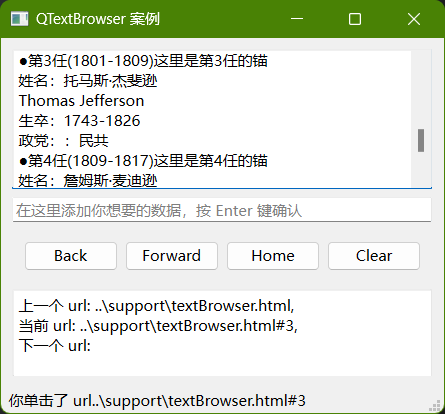 QTextBrowser 案例
●第3任(1801-1809)这里是第3任的锚
姓名：托马斯·杰斐逊
Thomas Jefferson
生卒：1743-1826
政党：：民共
●第4任(1809-1817)这里是第4任的锚
姓名：詹姆斯·麦迪逊
在这里添加你想要的数据，按 Enter 键确认
Back
Forward
Home
Clear
上一个 url: ..\support\textBrowser.html,
当前 url: ..\support\textBrowser.html#3,
下一个 url:
你单击了 url..\support\textBrowser.html#3